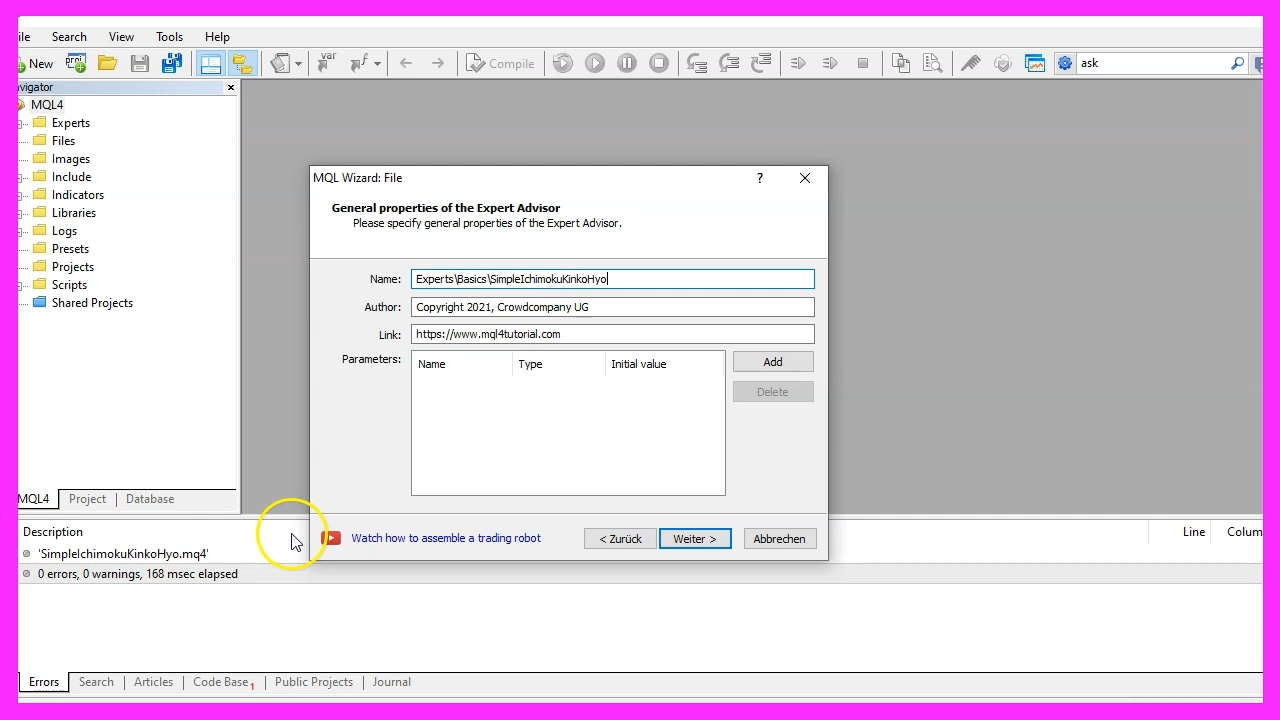 ile Search View Tools Help
New var Compile ask
avigator
MQL4
Experts
Files
Images
Include
Indicators
Libraries
Logs
Presets
Projects
Scripts
Shared Projects
MQL4 Project Database
MQL Wizard: File ?
General properties of the Expert Advisor
Please specify general properties of the Expert Advisor.
Name: Experts\Basics\SimpleIchimokuKinkoHyo
Author: Copyright 2021, Crowdcompany UG
Link: https://www.mql4tutorial.com
Parameters: Name Type Initial value Add
Delete
Watch how to assemble a trading robot < Zurück Weiter > Abbrechen
Description Line Colum
'SimpleIchimokuKinkoHyo.mq4'
0 errors, 0 warnings, 168 msec elapsed
Errors Search Articles Code Base 1 Public Projects Journal